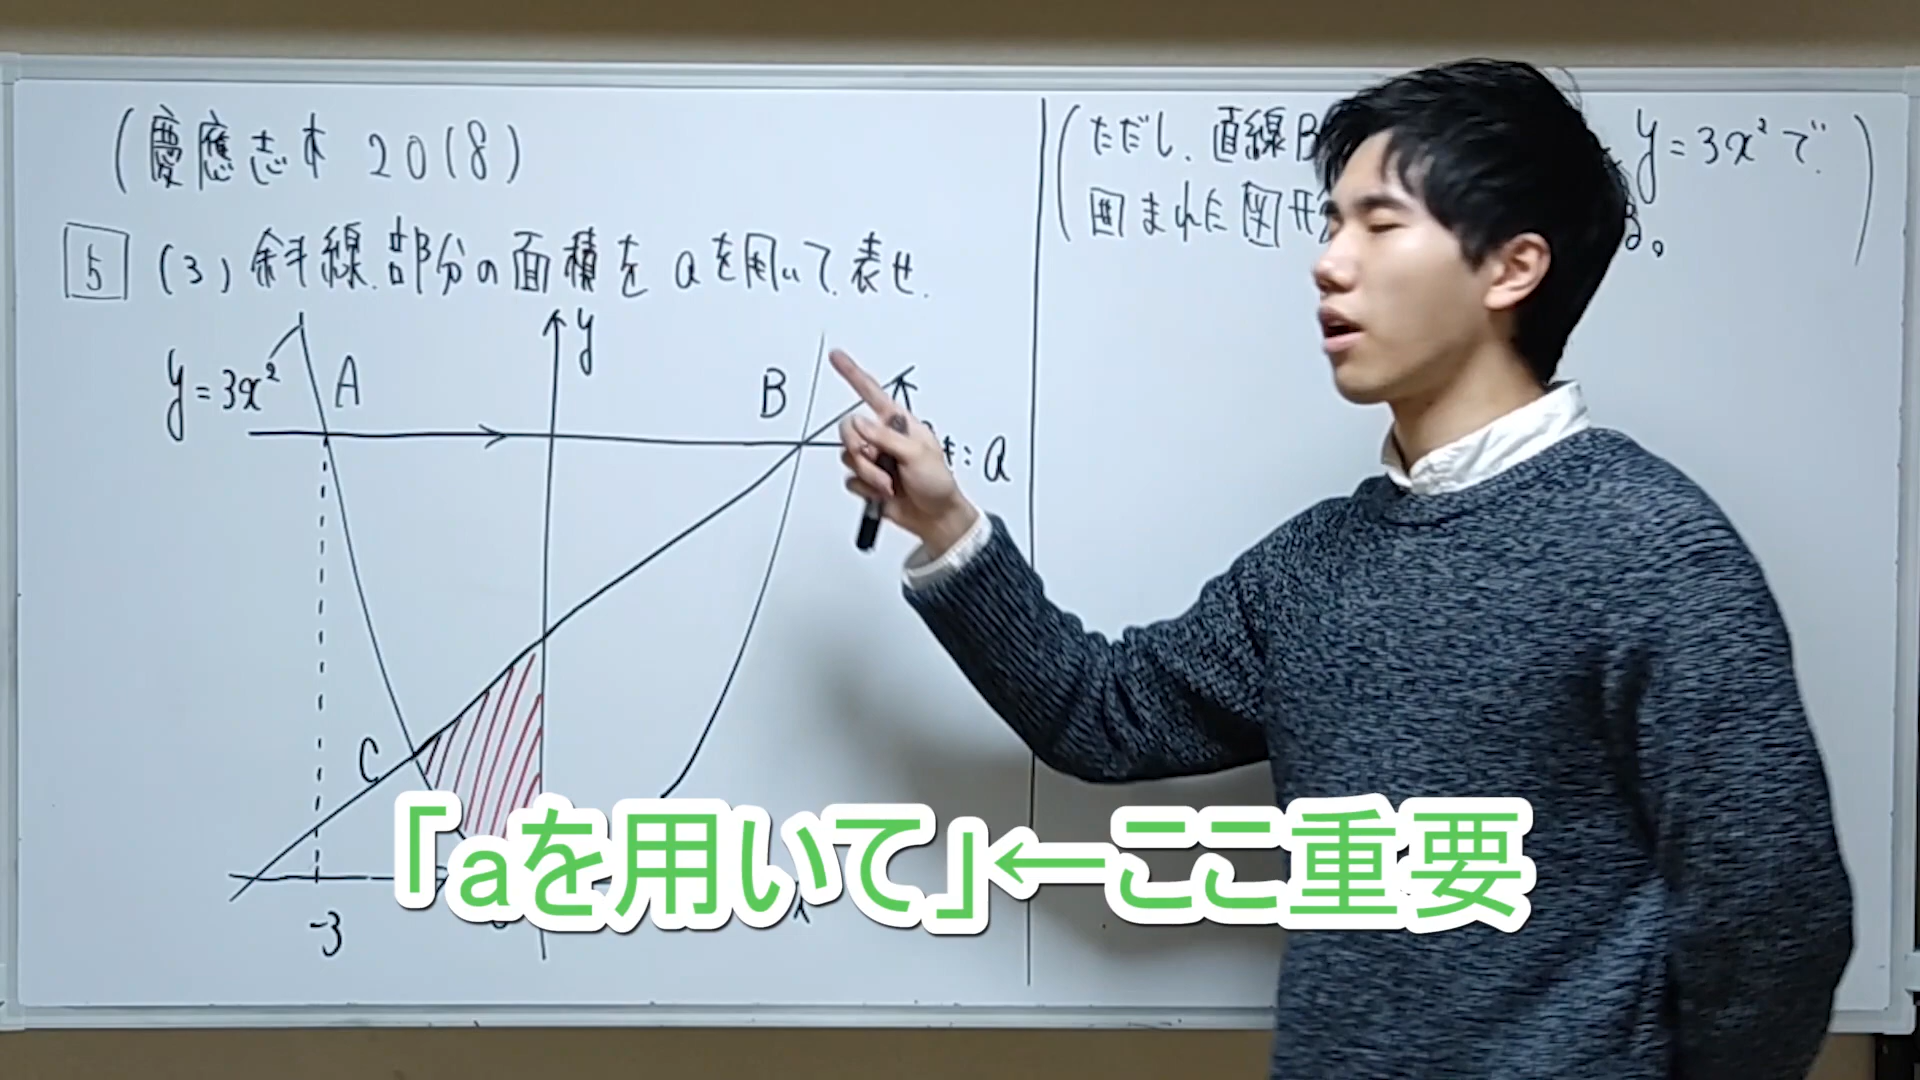 (慶應志木 2018)
5 (3) 斜線部分の面積を aを用いて表せ.
y=3x²
A
y
B
:a
C
-3
(ただし、直線B
y=3x²で
囲まれた図形
る。)
「aを用いて」←ここ重要